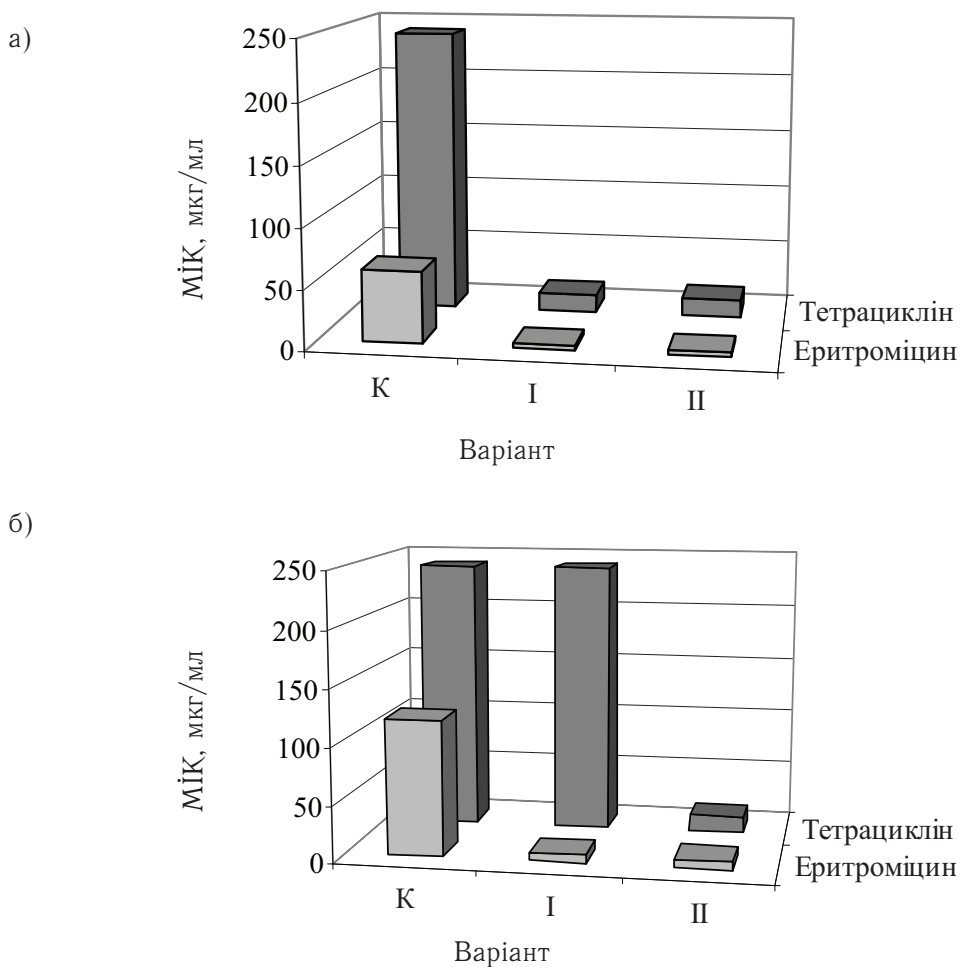 а)
250
200
150
100
50
0
МІК, мкг/мл
Тетрациклін
Еритроміцин
К І ІІ
Варіант
б)
250
200
150
100
50
0
МІК, мкг/мл
Тетрациклін
Еритроміцин
К І ІІ
Варіант